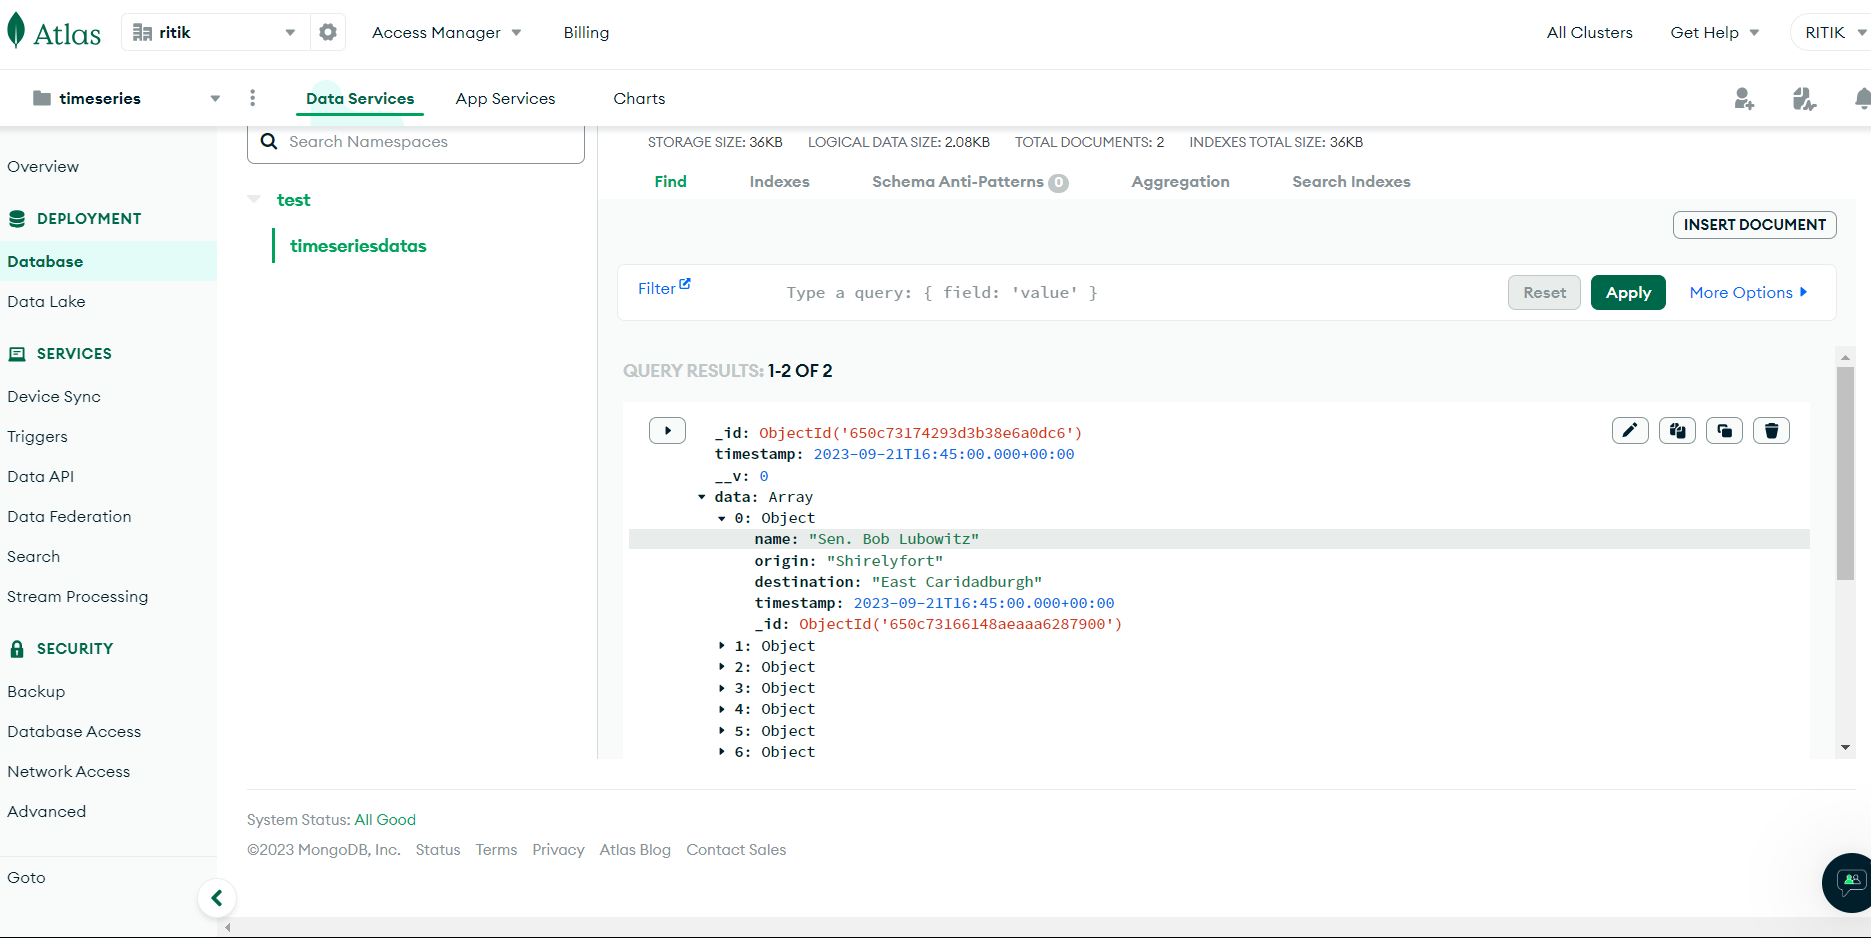 Atlas
ritik
Access Manager
Billing
All Clusters
Get Help
RITIK
timeseries
Data Services
App Services
Charts
Overview
DEPLOYMENT
Database
Data Lake
SERVICES
Device Sync
Triggers
Data API
Data Federation
Search
Stream Processing
SECURITY
Backup
Database Access
Network Access
Advanced
Goto
Search Namespaces
test
timeseriesdatas
STORAGE SIZE: 36KB LOGICAL DATA SIZE: 2.08KB TOTAL DOCUMENTS: 2 INDEXES TOTAL SIZE: 36KB
Find Indexes Schema Anti-Patterns 0 Aggregation Search Indexes
INSERT DOCUMENT
Filter Type a query: { field: 'value' } Reset Apply More Options
QUERY RESULTS: 1-2 OF 2
_id: ObjectId('650c73174293d3b38e6a0dc6')
timestamp: 2023-09-21T16:45:00.000+00:00
__v: 0
data: Array
0: Object
name: "Sen. Bob Lubowitz"
origin: "Shirelyfort"
destination: "East Caridadburgh"
timestamp: 2023-09-21T16:45:00.000+00:00
_id: ObjectId('650c73166148aeaaa6287900')
1: Object
2: Object
3: Object
4: Object
5: Object
6: Object
System Status: All Good
©2023 MongoDB, Inc. Status Terms Privacy Atlas Blog Contact Sales